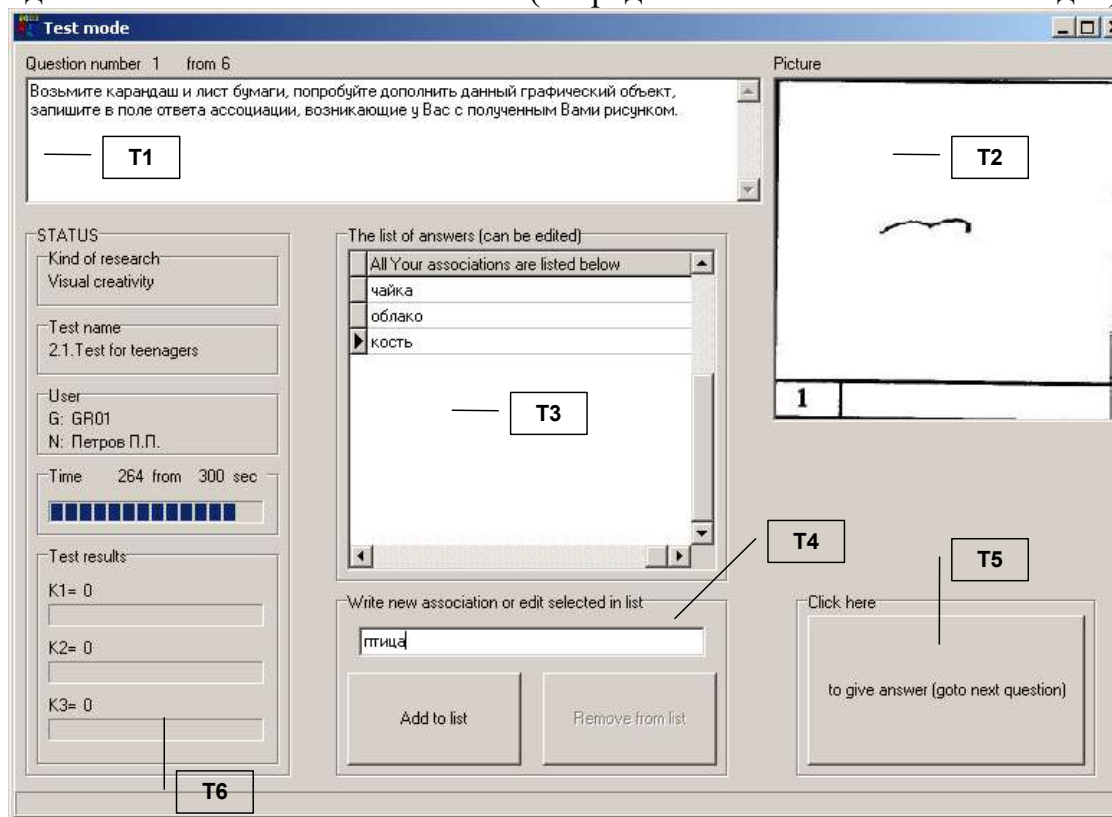 Test mode
Question number 1 from 6
Возьмите карандаш и лист бумаги, попробуйте дополнить данный графический объект,
запишите в поле ответа ассоциации, возникающие у Вас с полученным Вами рисунком.
T1
Picture
T2
1
STATUS
Kind of research
Visual creativity
Test name
2.1.Test for teenagers
User
G: GR01
N: Петров П.П.
Time 264 from 300 sec
Test results
K1= 0
K2= 0
K3= 0
T6
The list of answers (can be edited)
All Your associations are listed below
чайка
облако
кость
T3
T4
Write new association or edit selected in list
птица
Add to list
Remove from list
T5
Click here
to give answer (goto next question)